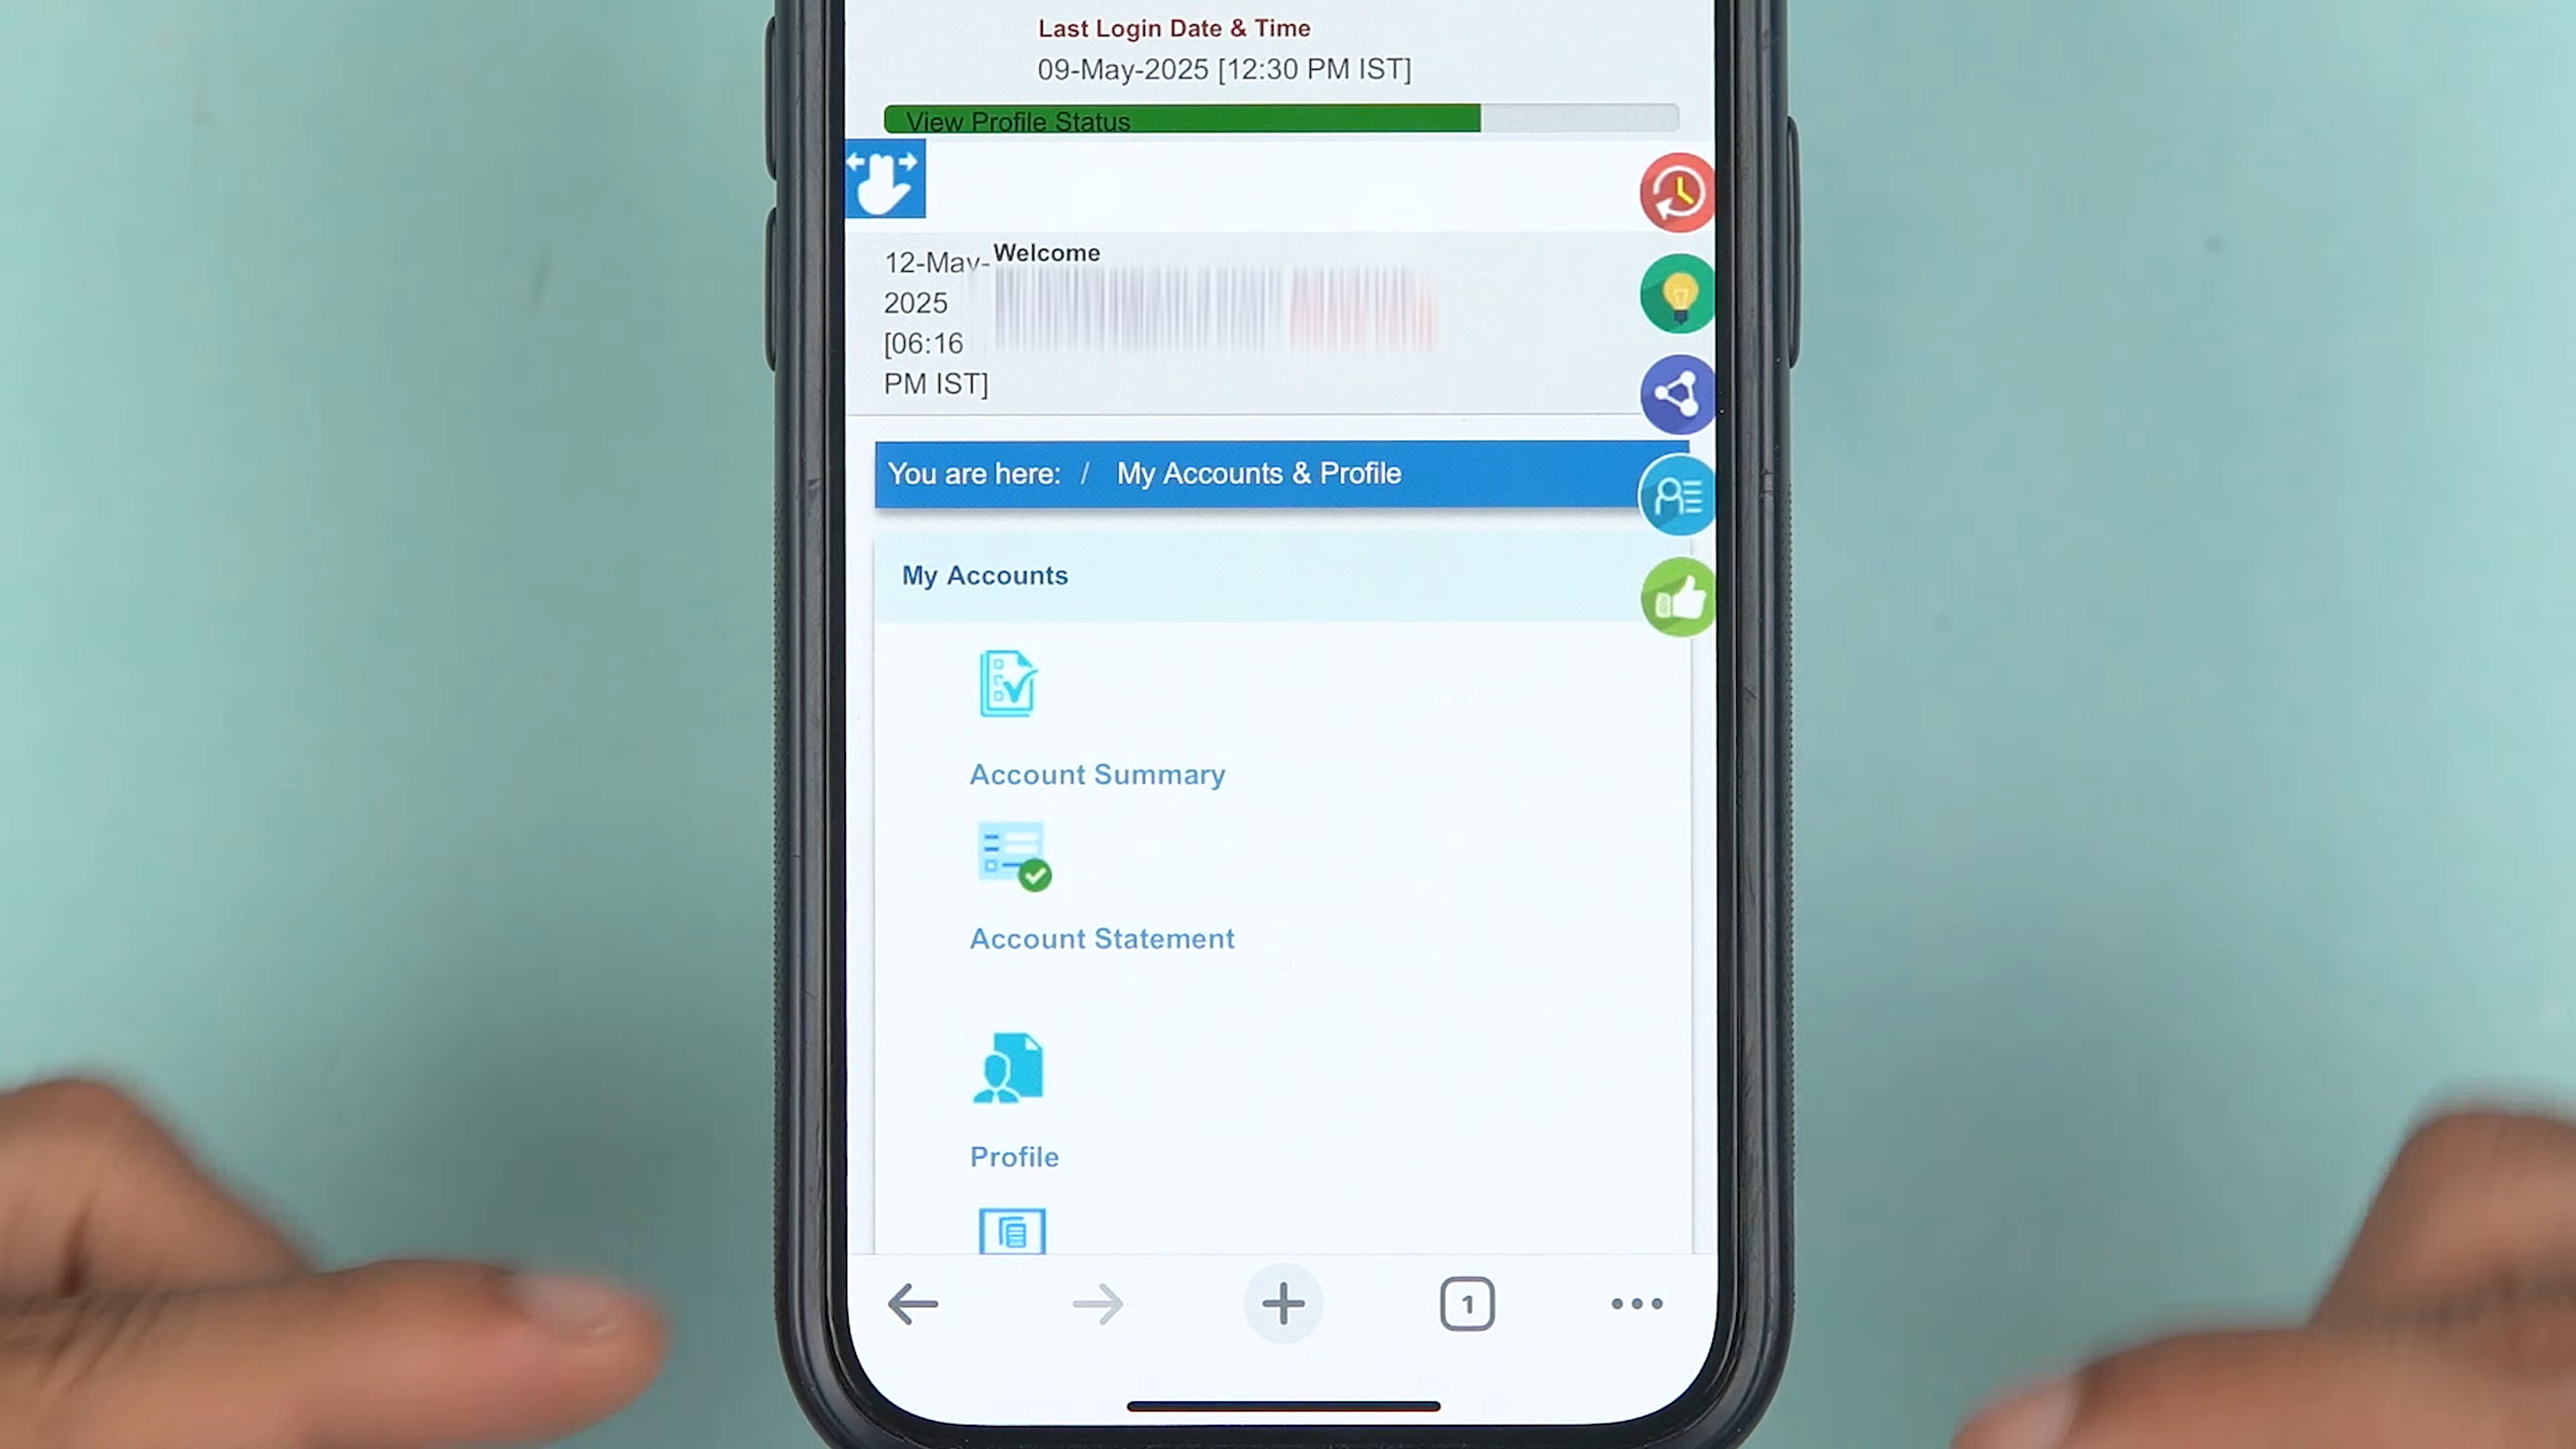 Last Login Date & Time
09-May-2025 [12:30 PM IST]
View Profile Status
12-May-
2025
[06:16
PM IST]
Welcome
You are here: / My Accounts & Profile
My Accounts
Account Summary
Account Statement
Profile
1